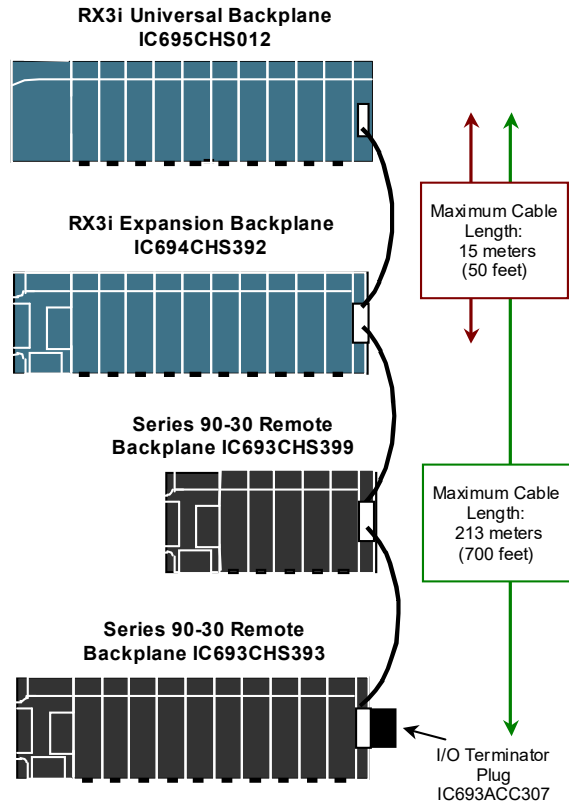 RX3i Universal Backplane
IC695CHS012
RX3i Expansion Backplane
IC694CHS392
Maximum Cable
Length:
15 meters
(50 feet)
Series 90-30 Remote
Backplane IC693CHS399
Maximum Cable
Length:
213 meters
(700 feet)
Series 90-30 Remote
Backplane IC693CHS393
I/O Terminator
Plug
IC693ACC307